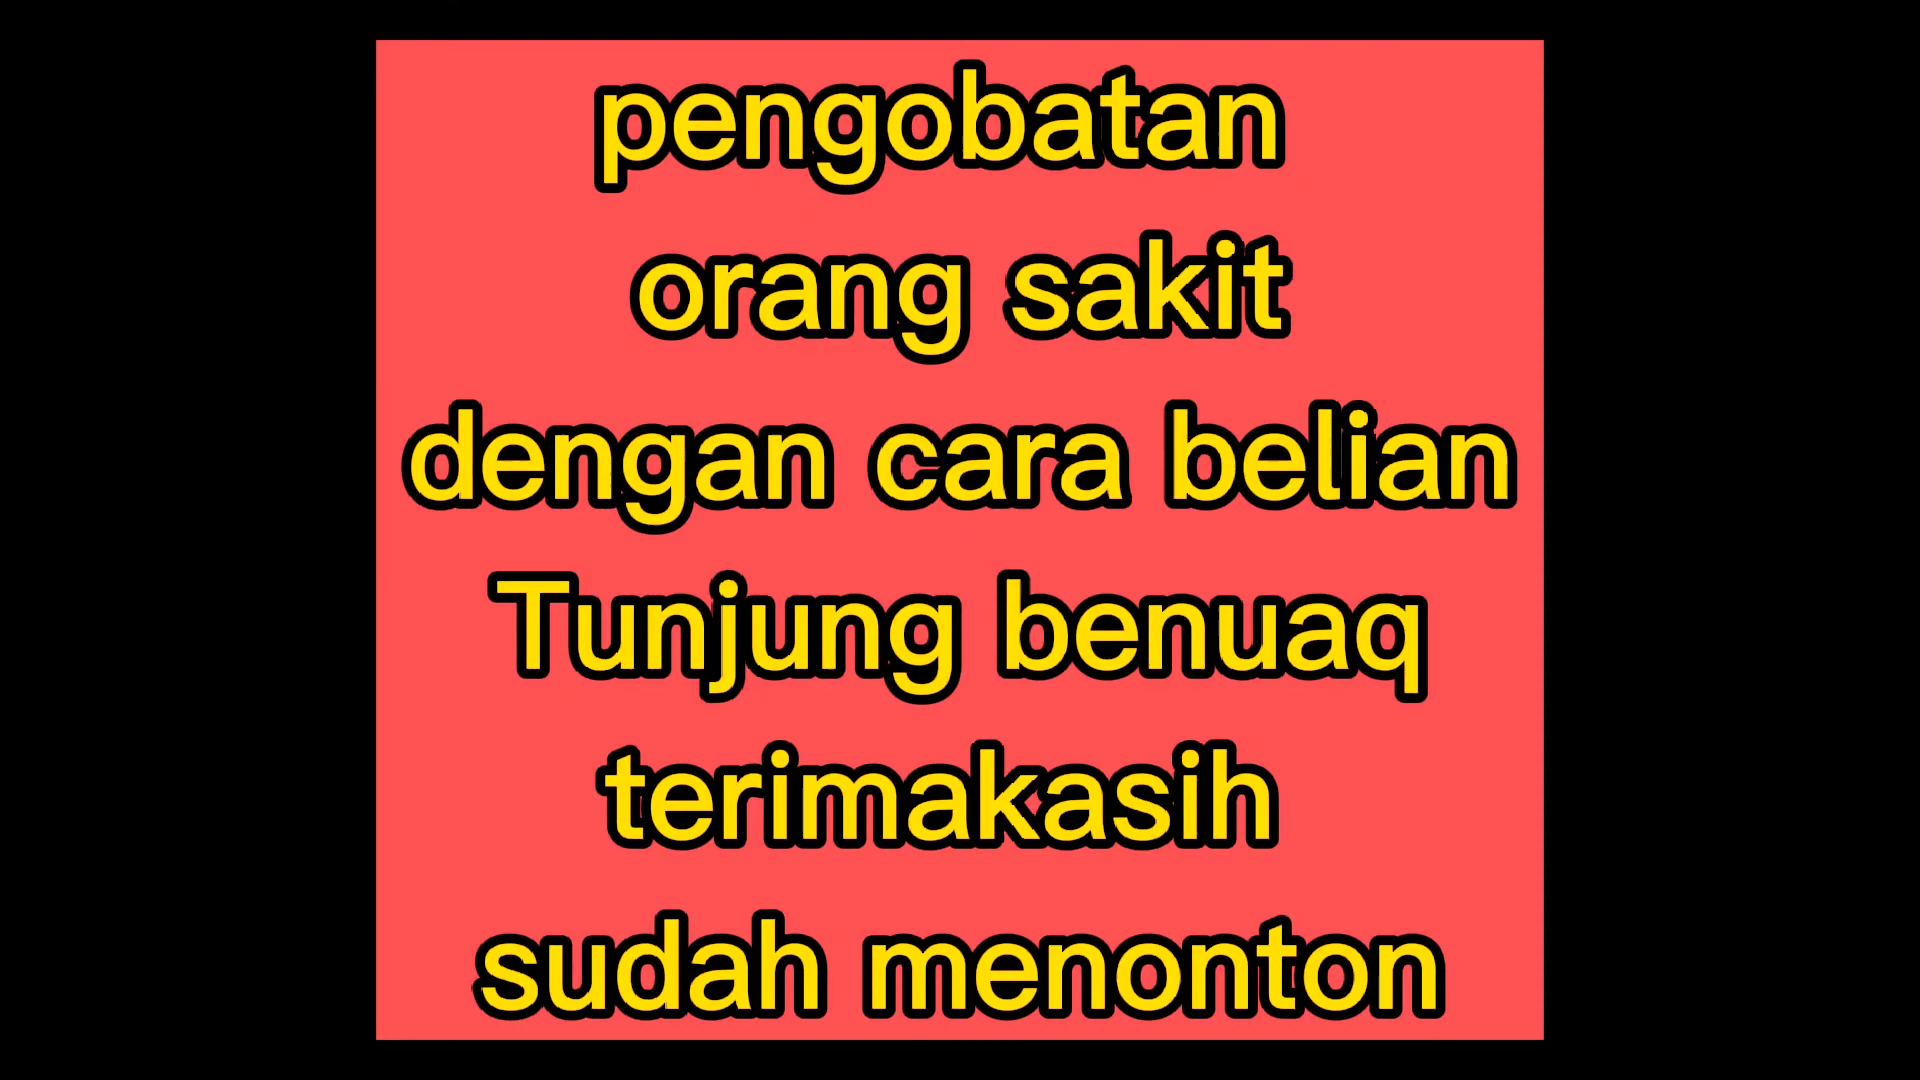 pengobatan
orang sakit
dengan cara belian
Tunjung benuaq
terimakasih
sudah menonton